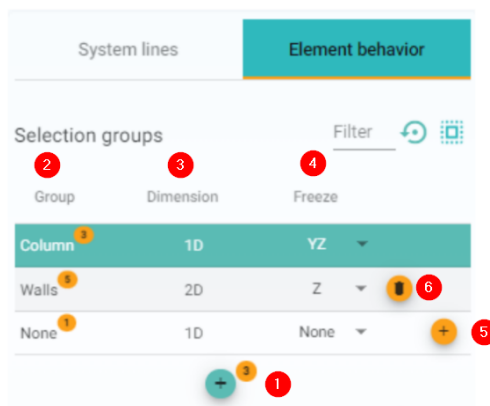 System lines Element behavior
Selection groups Filter
2 3 4
Group Dimension Freeze
Column 3 1D YZ
Walls 5 2D Z 6
None 1 1D None + 5
+ 3 1